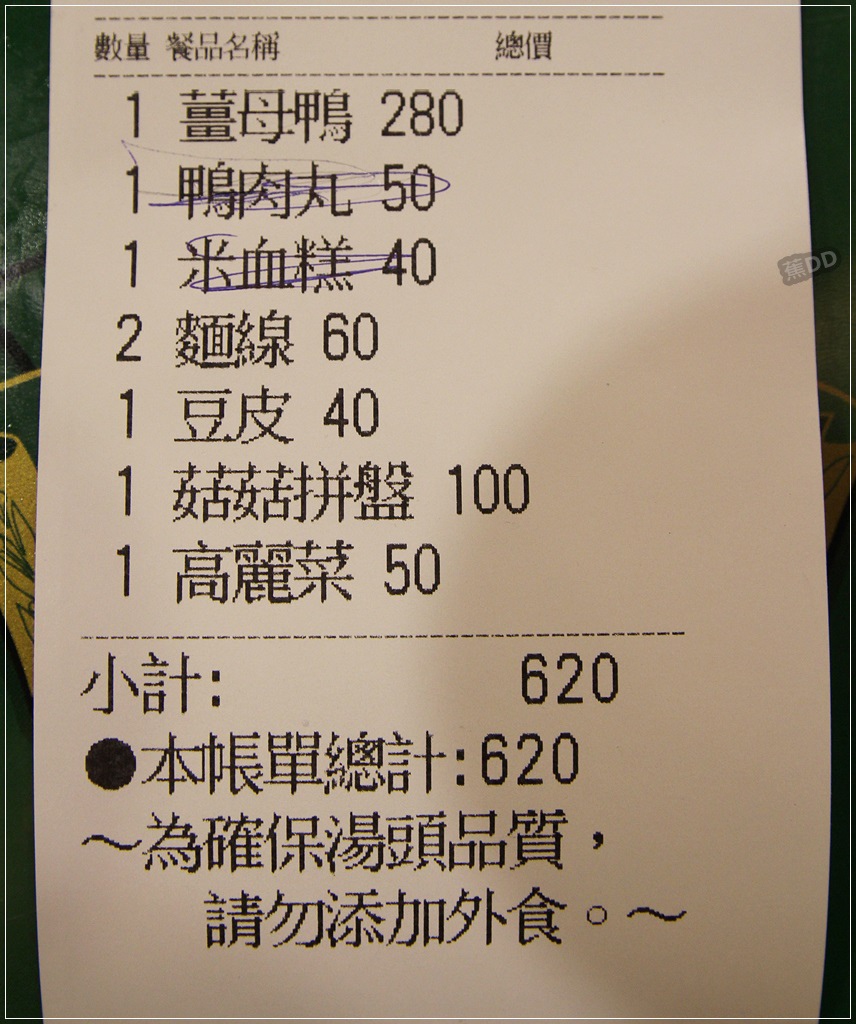 數量 餐品名稱 總價
1 薑母鴨 280
1 鴨肉丸 50
1 米血糕 40
2 麵線 60
1 豆皮 40
1 菇菇拼盤 100
1 高麗菜 50
小計: 620
●本帳單總計:620
～為確保湯頭品質，
請勿添加外食。～
蕉DD